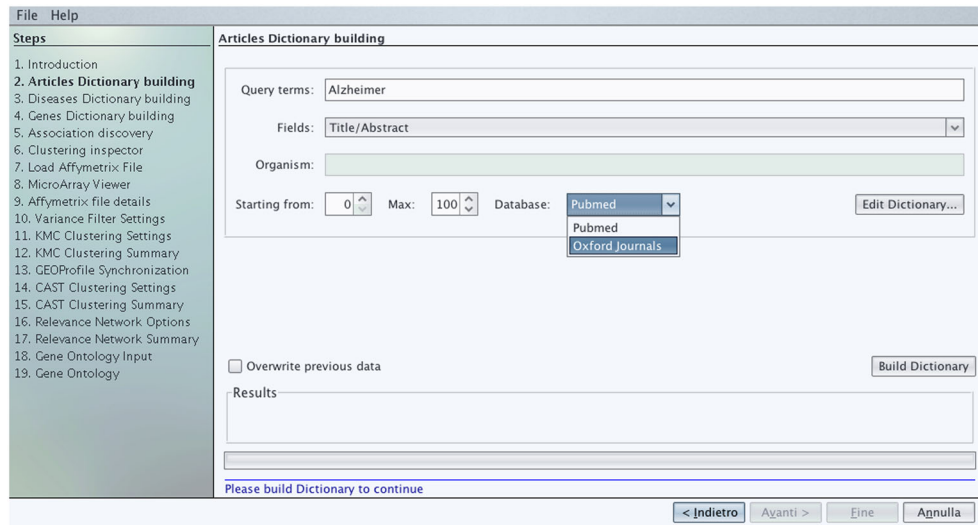 File Help
Steps
1. Introduction
2. Articles Dictionary building
3. Diseases Dictionary building
4. Genes Dictionary building
5. Association discovery
6. Clustering inspector
7. Load Affymetrix File
8. MicroArray Viewer
9. Affymetrix file details
10. Variance Filter Settings
11. KMC Clustering Settings
12. KMC Clustering Summary
13. GEOProfile Synchronization
14. CAST Clustering Settings
15. CAST Clustering Summary
16. Relevance Network Options
17. Relevance Network Summary
18. Gene Ontology Input
19. Gene Ontology
Articles Dictionary building
Query terms: Alzheimer
Fields: Title/Abstract
Organism:
Starting from: 0 Max: 100 Database: Pubmed Edit Dictionary...
Pubmed
Oxford Journals
Overwrite previous data Build Dictionary
Results
Please build Dictionary to continue
< Indietro Avanti > Fine Annulla